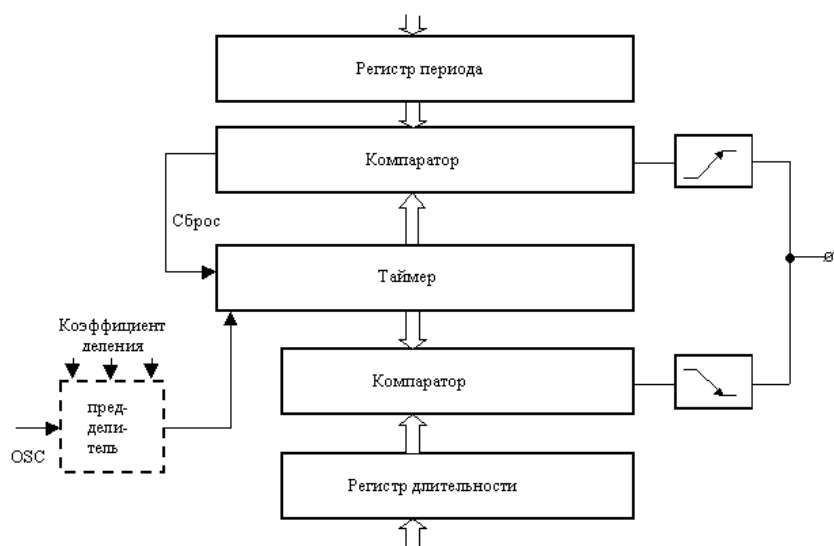 Регистр периода
Компаратор
Сброс
Таймер
Коэффициент
деления
Компаратор
пред-
дели-
тель
OSC
Регистр длительности